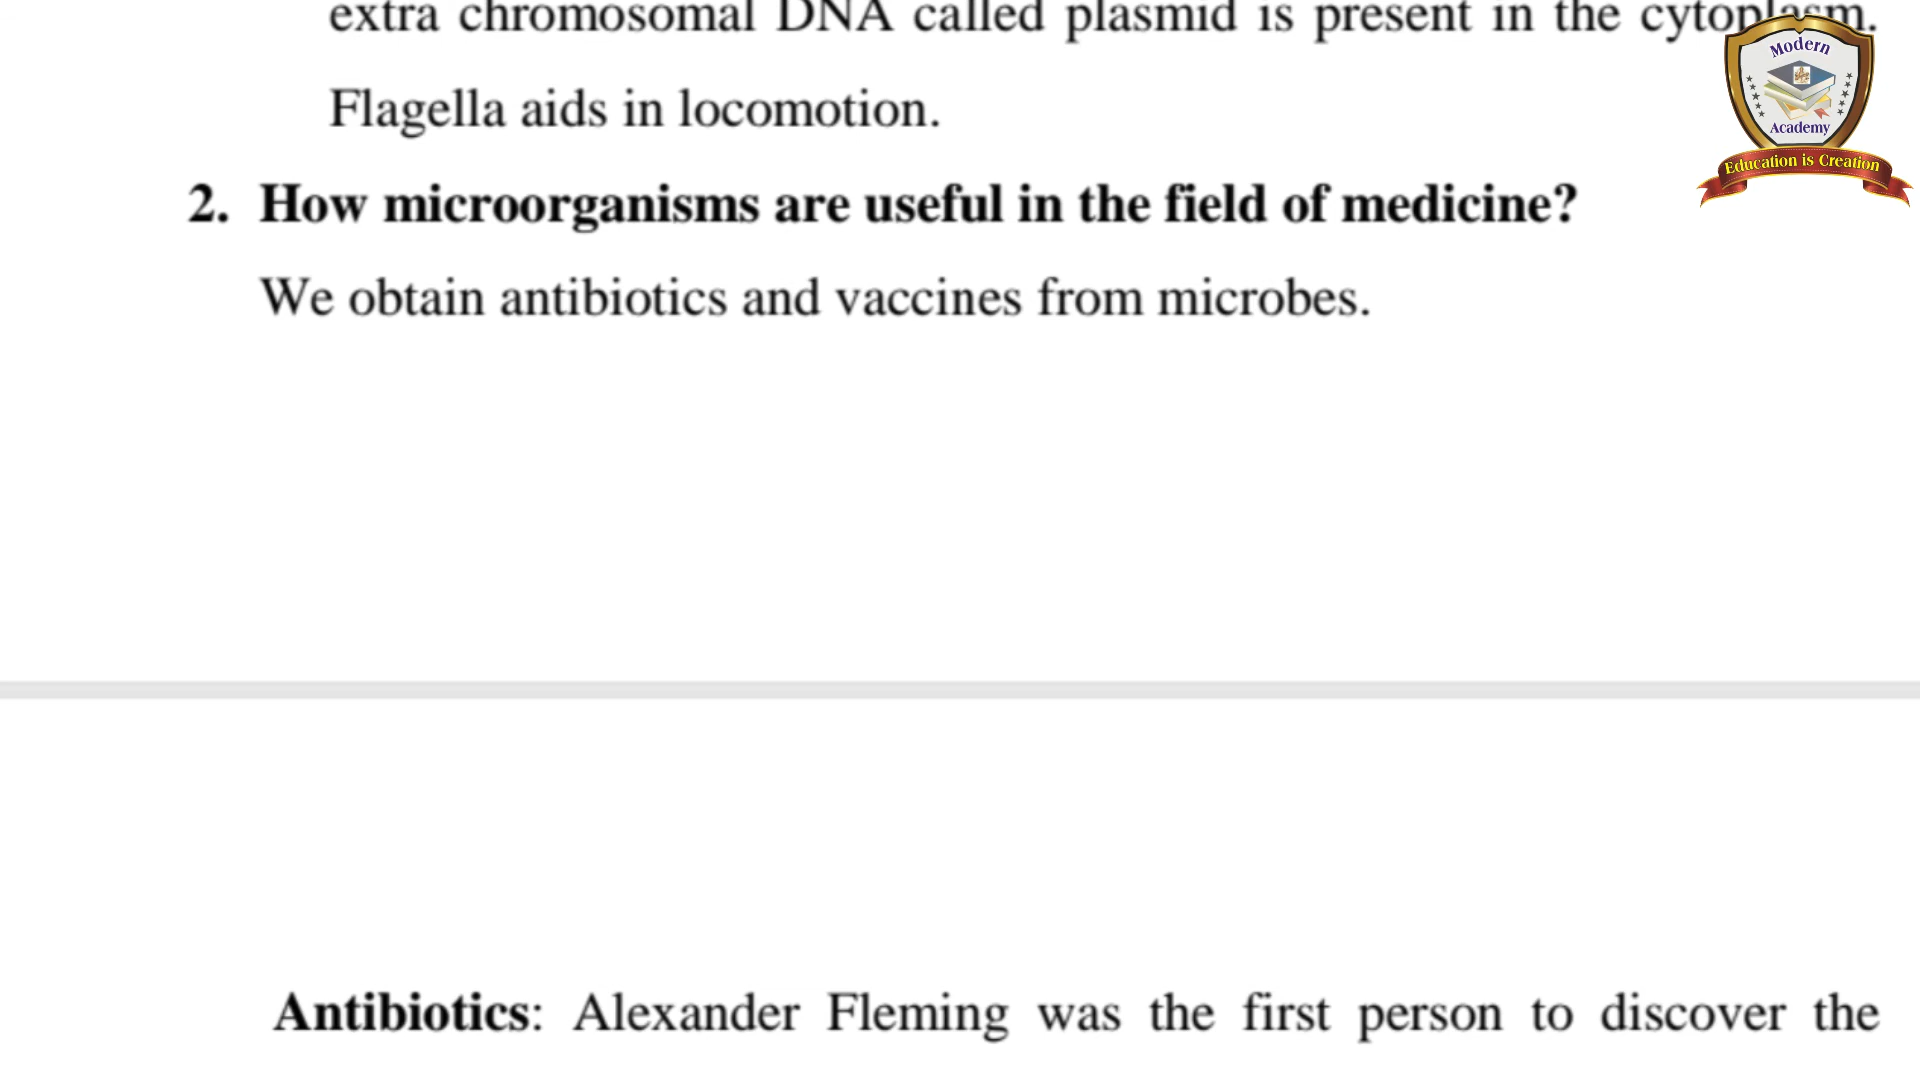 extra chromosomal DNA called plasmid is present in the cytoplasm.
Flagella aids in locomotion.
2. How microorganisms are useful in the field of medicine?
We obtain antibiotics and vaccines from microbes.
Antibiotics: Alexander Fleming was the first person to discover the
Modern
Academy
Education is Creation